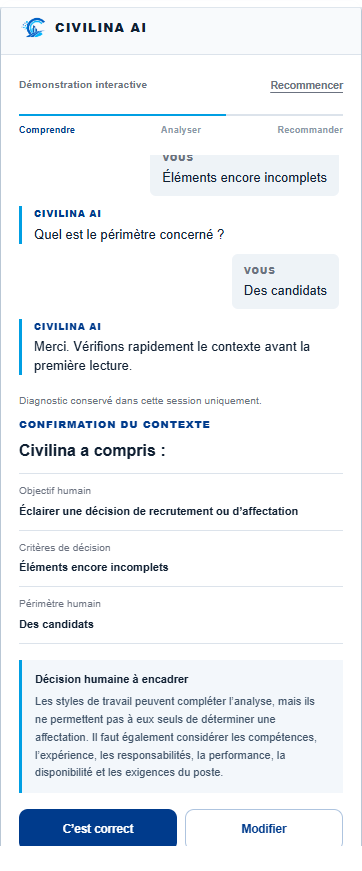 CIVILINA AI
Démonstration interactive
Recommencer
Comprendre
Analyser
Recommander
VOUS
Éléments encore incomplets
CIVILINA AI
Quel est le périmètre concerné ?
VOUS
Des candidats
CIVILINA AI
Merci. Vérifions rapidement le contexte avant la
première lecture.
Diagnostic conservé dans cette session uniquement.
CONFIRMATION DU CONTEXTE
Civilina a compris :
Objectif humain
Éclairer une décision de recrutement ou d’affectation
Critères de décision
Éléments encore incomplets
Périmètre humain
Des candidats
Décision humaine à encadrer
Les styles de travail peuvent compléter l’analyse, mais ils
ne permettent pas à eux seuls de déterminer une
affectation. Il faut également considérer les compétences,
l’expérience, les responsabilités, la performance, la
disponibilité et les exigences du poste.
C’est correct
Modifier